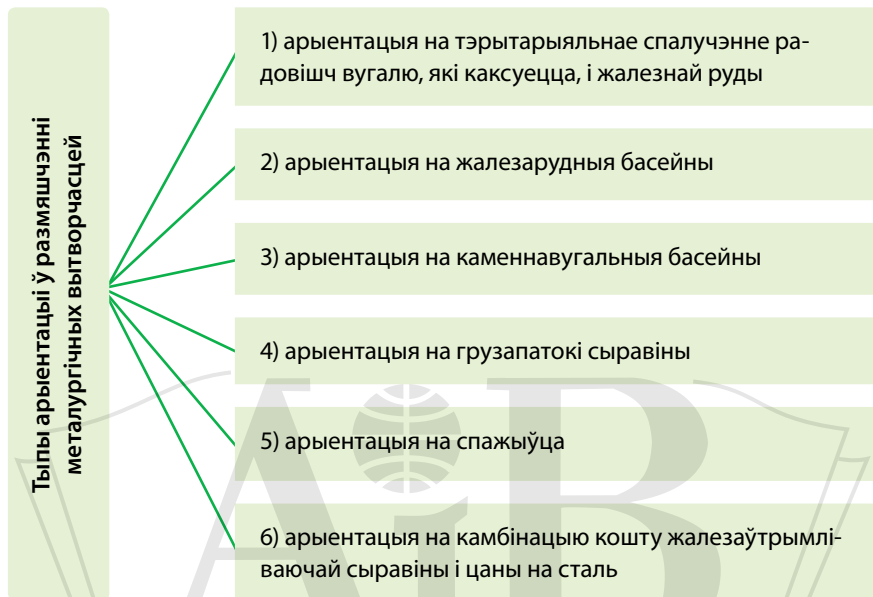 Тыпы арыентацыі ў размяшчэнні
металургічных вытворчасцей
1) арыентацыя на тэрытарыяльнае спалучэнне ра-
довішч вугалю, які каксуецца, і жалезнай руды
2) арыентацыя на жалезарудныя басейны
3) арыентацыя на каменнавугальныя басейны
4) арыентацыя на грузапатокі сыравіны
5) арыентацыя на спажыўца
6) арыентацыя на камбінацыю кошту жалезаўтрымлі-
ваючай сыравіны і цаны на сталь
AiB